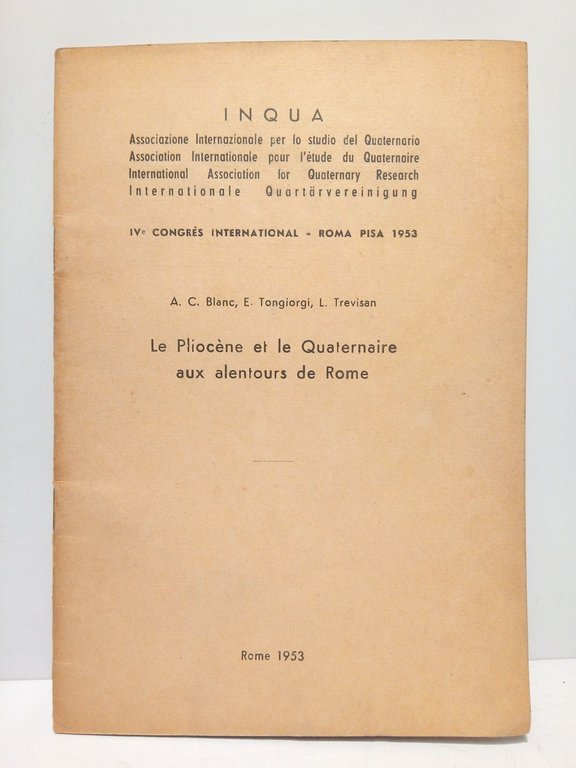 INQUA
Associazione Internazionale per lo studio del Quaternario
Association Internationale pour l'étude du Quaternaire
International Association for Quaternary Research
Internationale Quartärvereinigung
IVe CONGRÈS INTERNATIONAL - ROMA PISA 1953
A. C. Blanc, E. Tongiorgi, L. Trevisan
Le Pliocène et le Quaternaire
aux alentours de Rome
Rome 1953